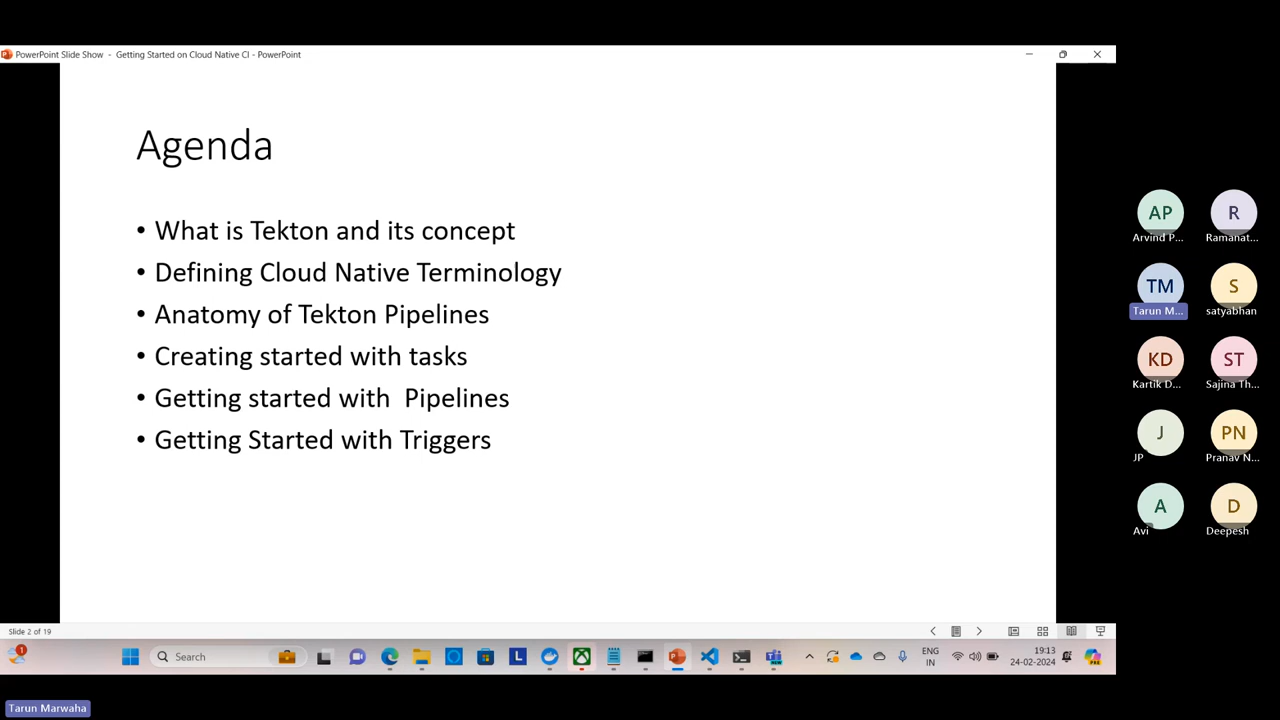 PowerPoint Slide Show - Getting Started on Cloud Native CI - PowerPoint
Agenda
• What is Tekton and its concept
• Defining Cloud Native Terminology
• Anatomy of Tekton Pipelines
• Creating started with tasks
• Getting started with  Pipelines
• Getting Started with Triggers
AP
Arvind P...
R
Ramanat...
TM
Tarun M...
S
satyabhan
KD
Kartik D...
ST
Sajina Th...
J
JP
PN
Pranav N...
A
Avi
D
Deepesh
Slide 2 of 19
1
Search
L
ENG
IN
19:13
24-02-2024
Tarun Marwaha